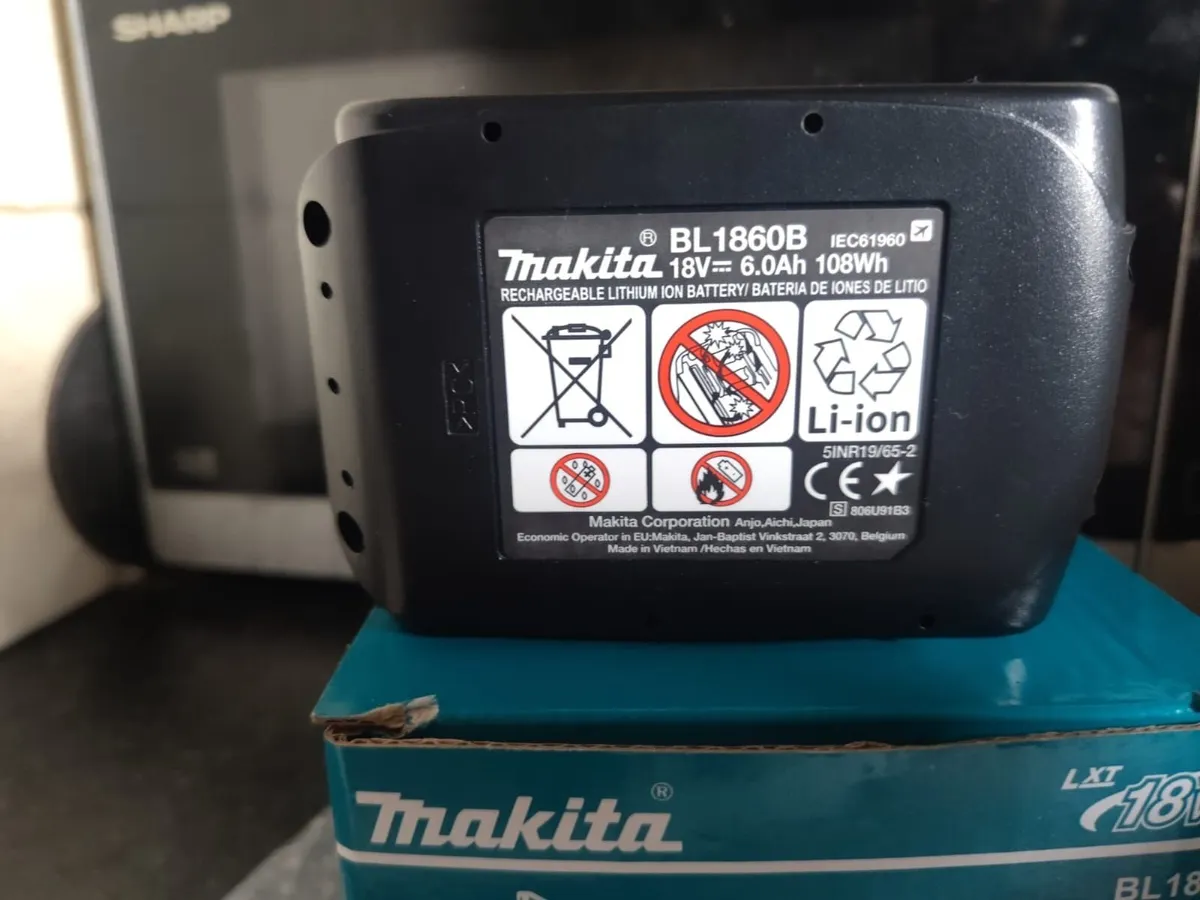 SHARP
makita® BL1860B IEC61960
18V⎓ 6.0Ah 108Wh
RECHARGEABLE LITHIUM ION BATTERY/ BATERIA DE IONES DE LITIO
Li-ion
5INR19/65-2
CE
S 806U91B3
Makita Corporation Anjo,Aichi,Japan
Economic Operator in EU:Makita, Jan-Baptist Vinkstraat 2, 3070, Belgium
Made in Vietnam /Hechas en Vietnam
makita®
LXT
18V
BL18